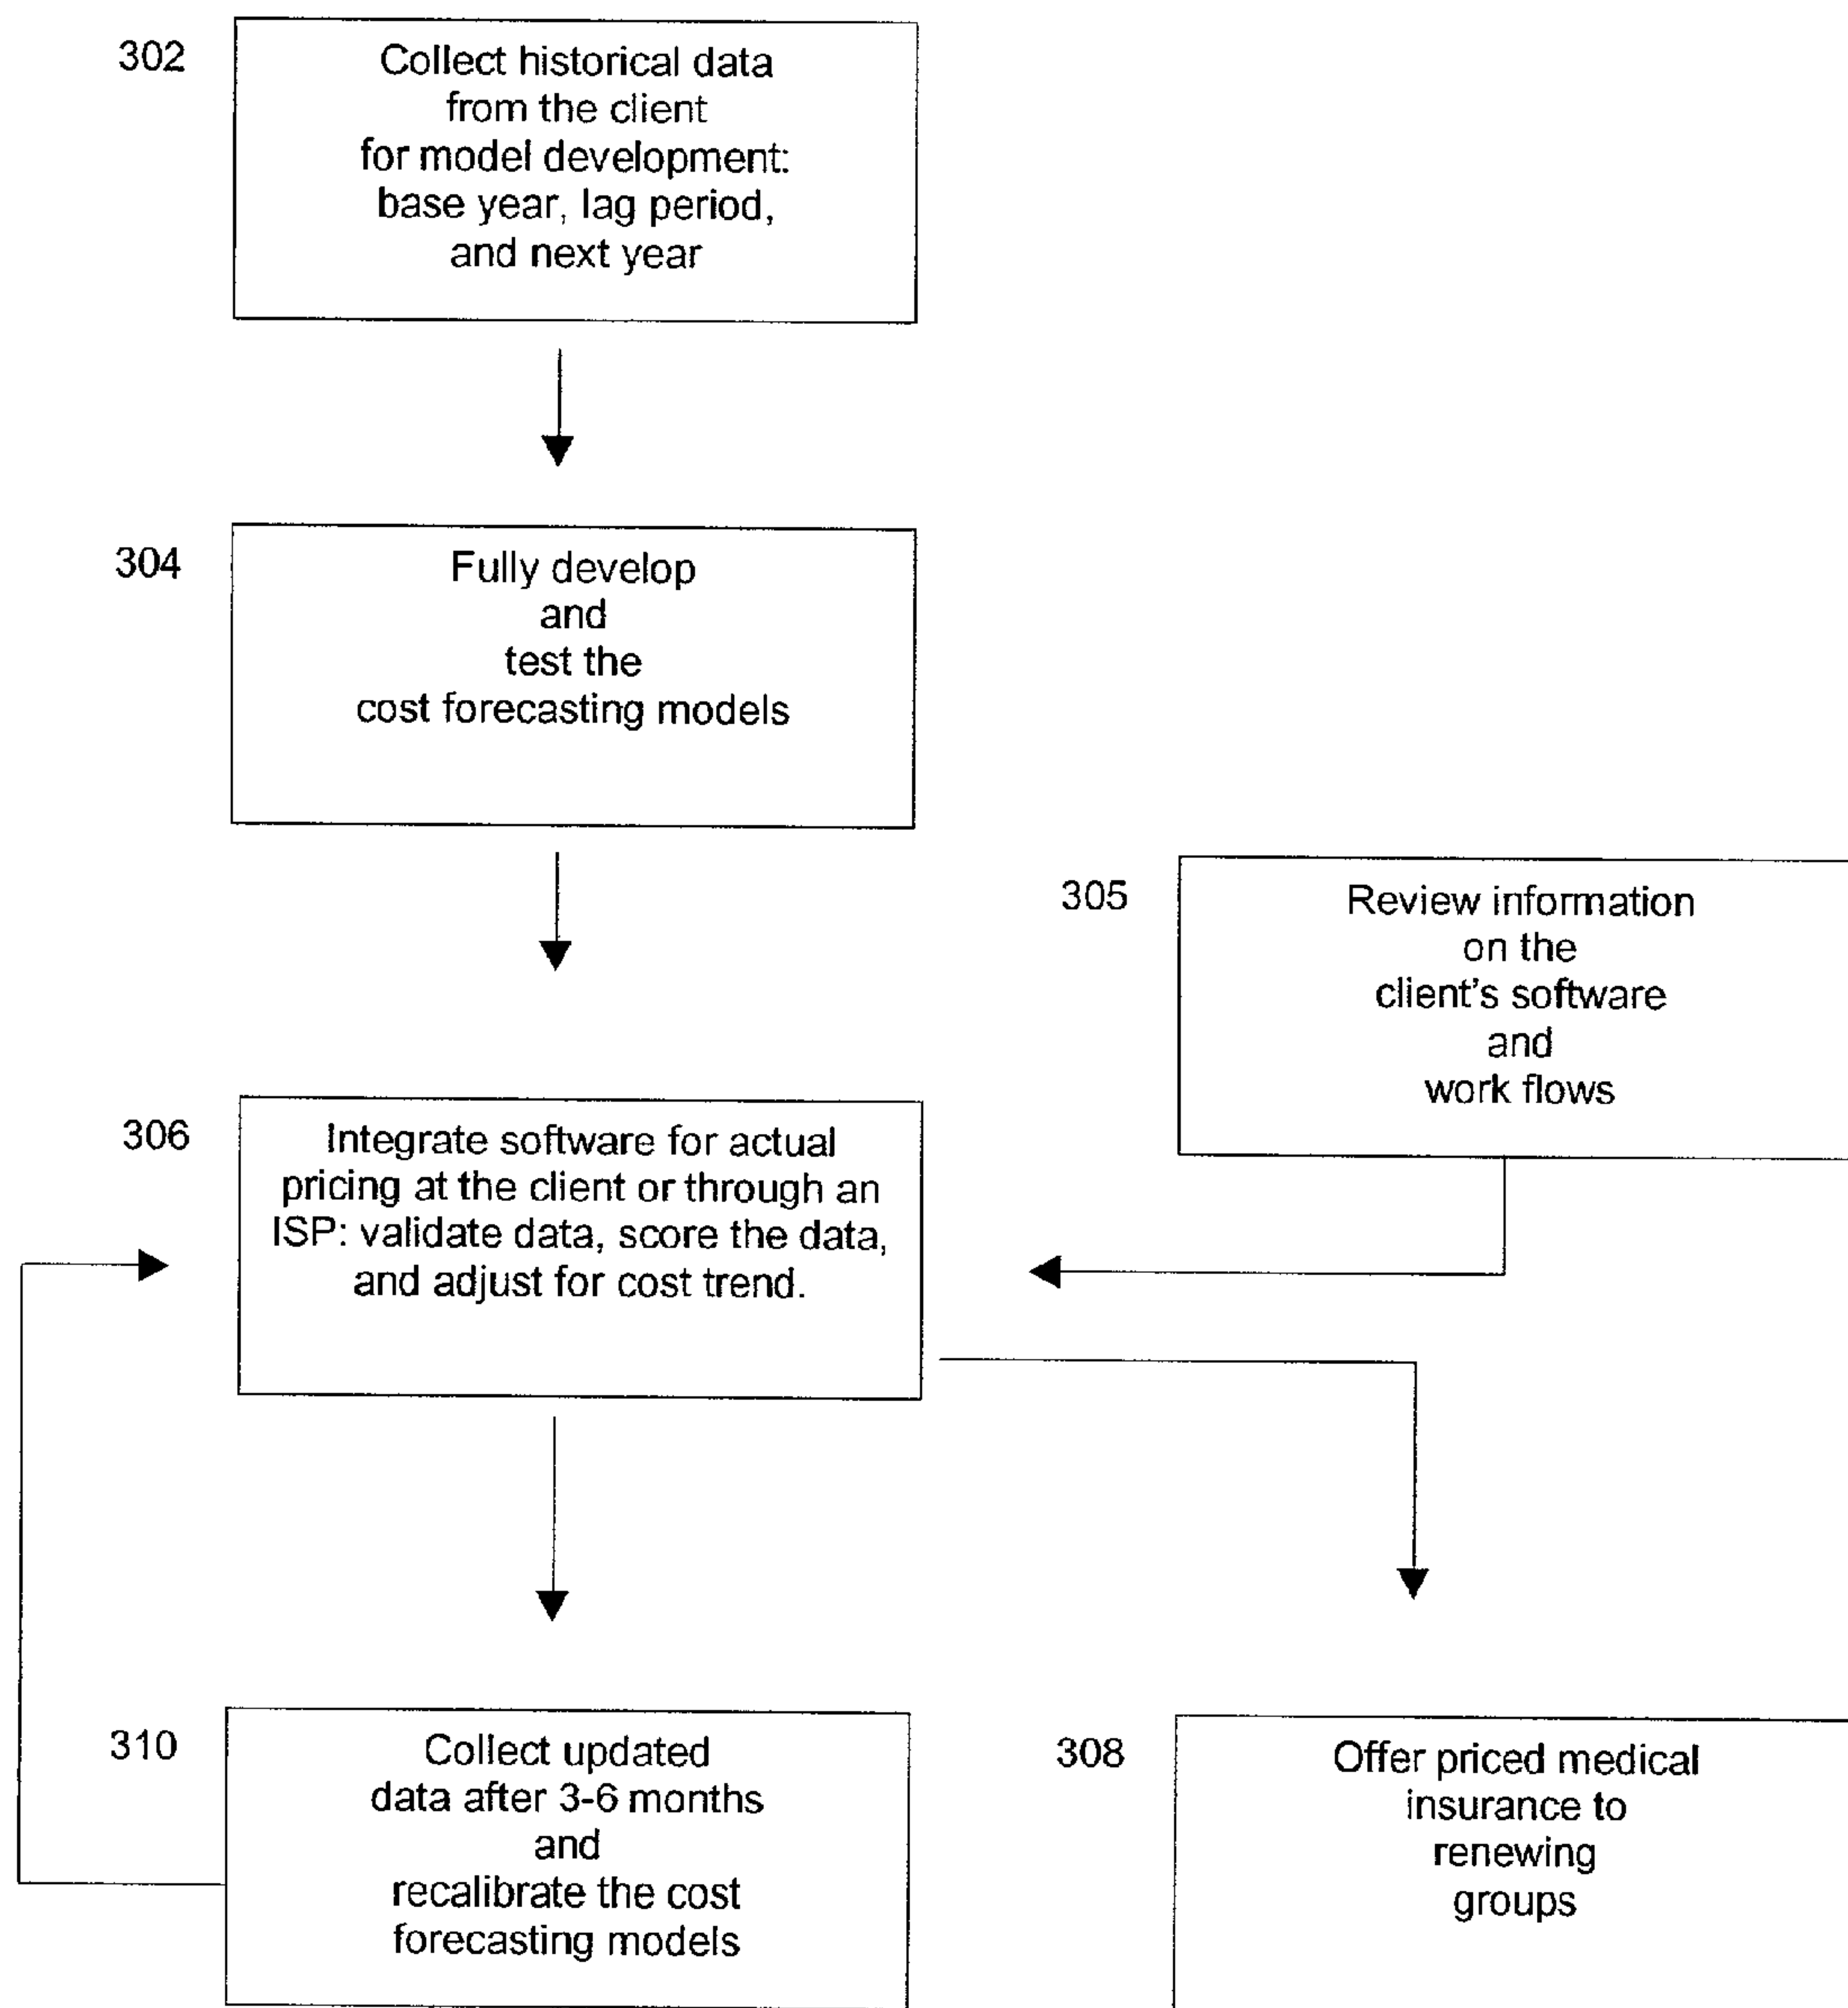 302
Collect historical data
from the client
for model development:
base year, lag period,
and next year
304
Fully develop
and
test the
cost forecasting models
305
Review information
on the
client's software
and
work flows
306
Integrate software for actual
pricing at the client or through an
ISP: validate data, score the data,
and adjust for cost trend.
310
Collect updated
data after 3-6 months
and
recalibrate the cost
forecasting models
308
Offer priced medical
insurance to
renewing
groups